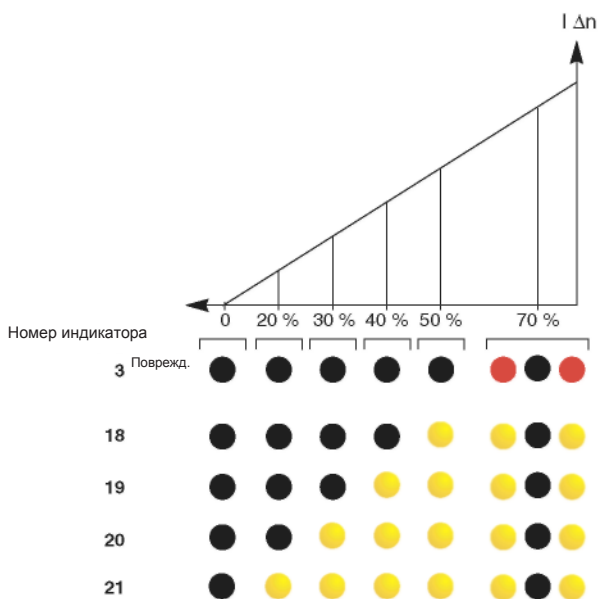 I Δn
0 20 % 30 % 40 % 50 % 70 %
Номер индикатора
3 Поврежд.
18
19
20
21